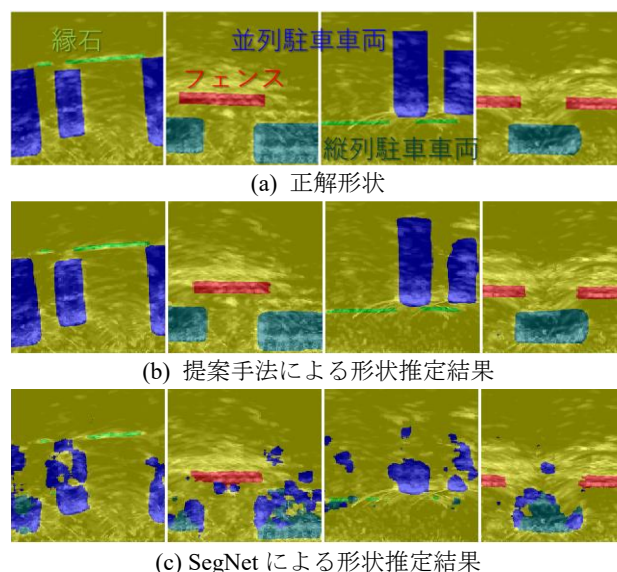 縁石
並列駐車車両
フェンス
縦列駐車車両
(a) 正解形状
(b) 提案手法による形状推定結果
(c) SegNet による形状推定結果